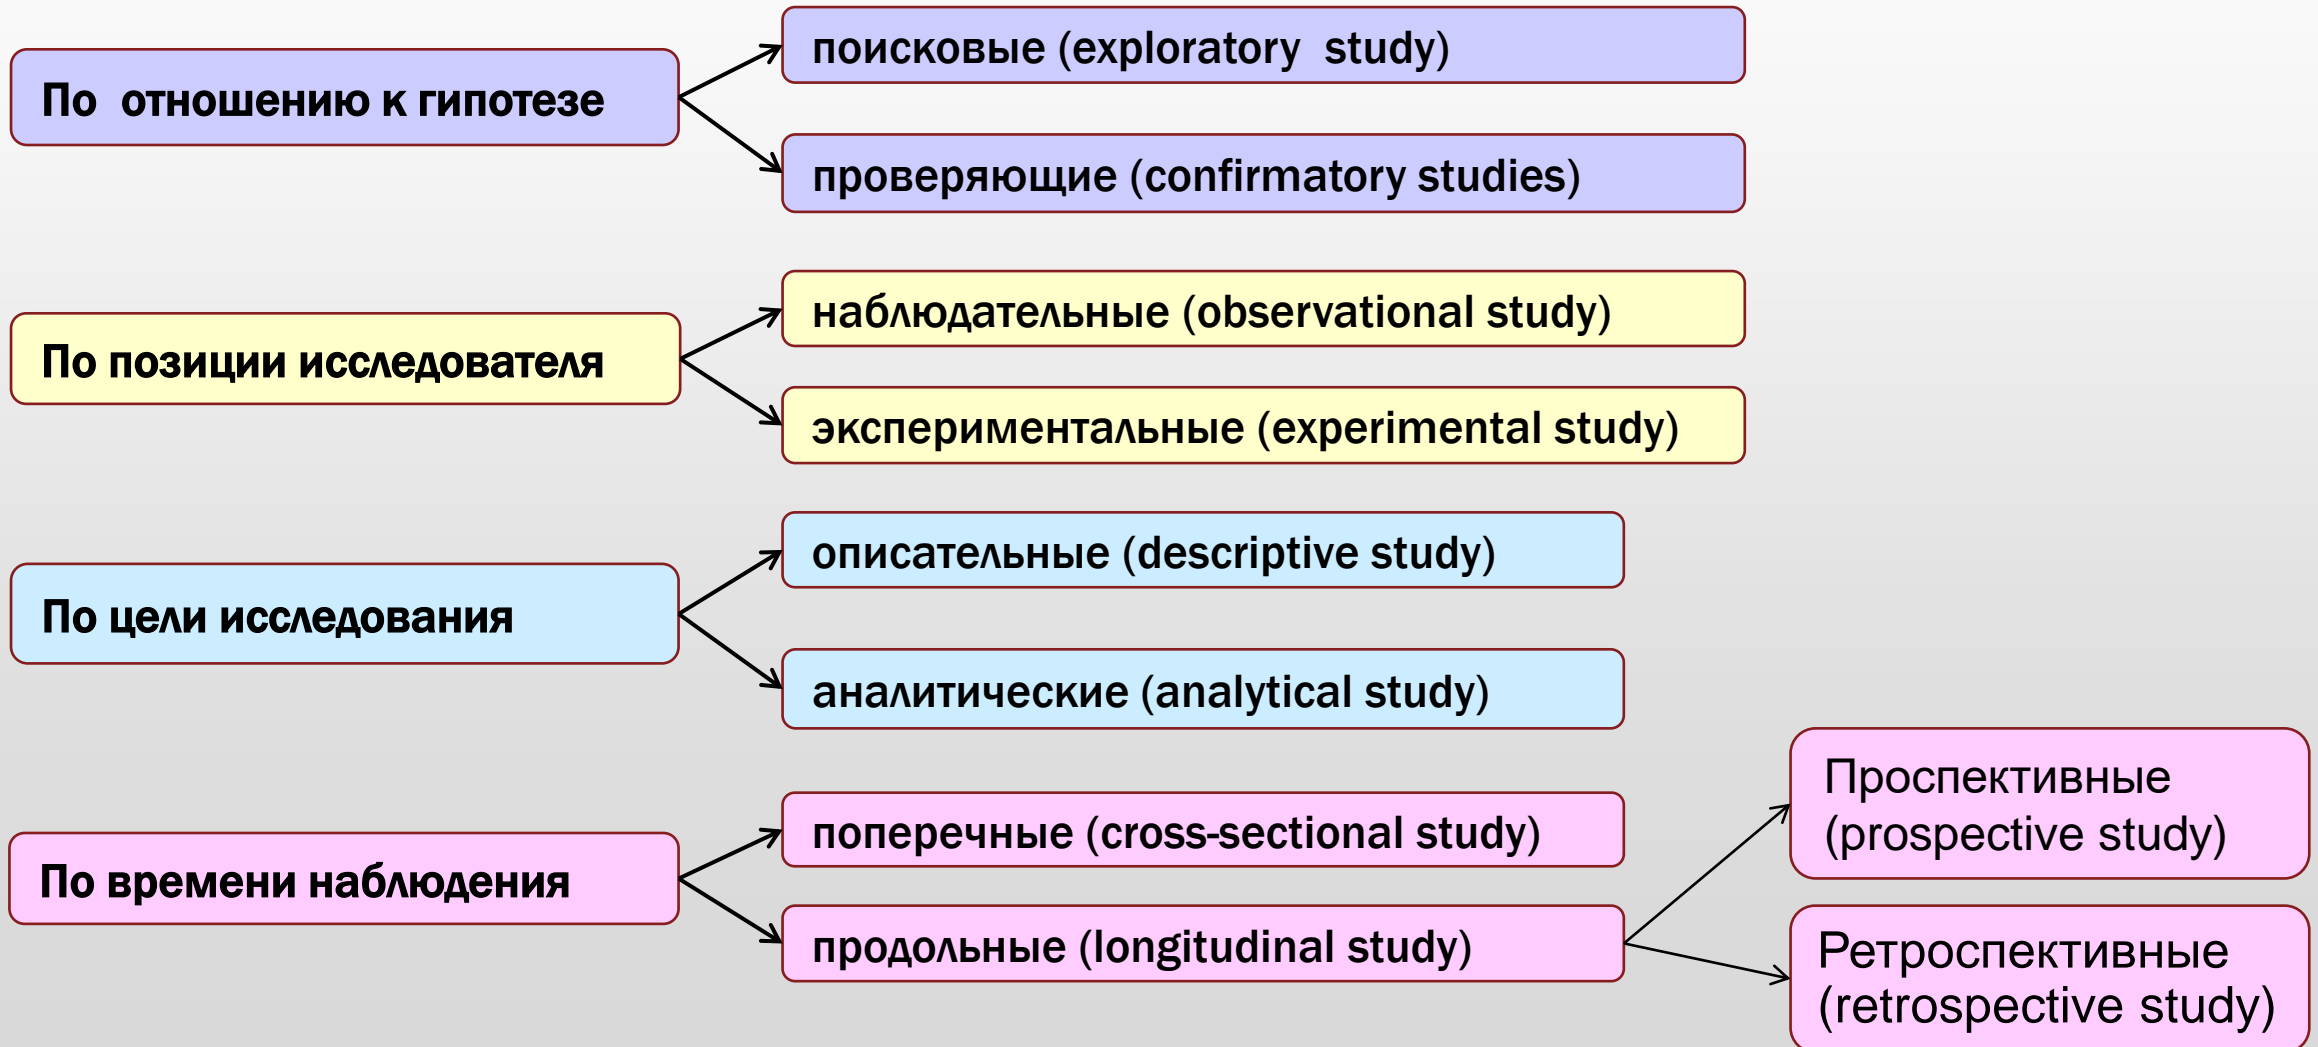 По отношению к гипотезе
поисковые (exploratory study)
проверяющие (confirmatory studies)
По позиции исследователя
наблюдательные (observational study)
экспериментальные (experimental study)
По цели исследования
описательные (descriptive study)
аналитические (analytical study)
По времени наблюдения
поперечные (cross-sectional study)
продольные (longitudinal study)
Проспективные
(prospective study)
Ретроспективные
(retrospective study)